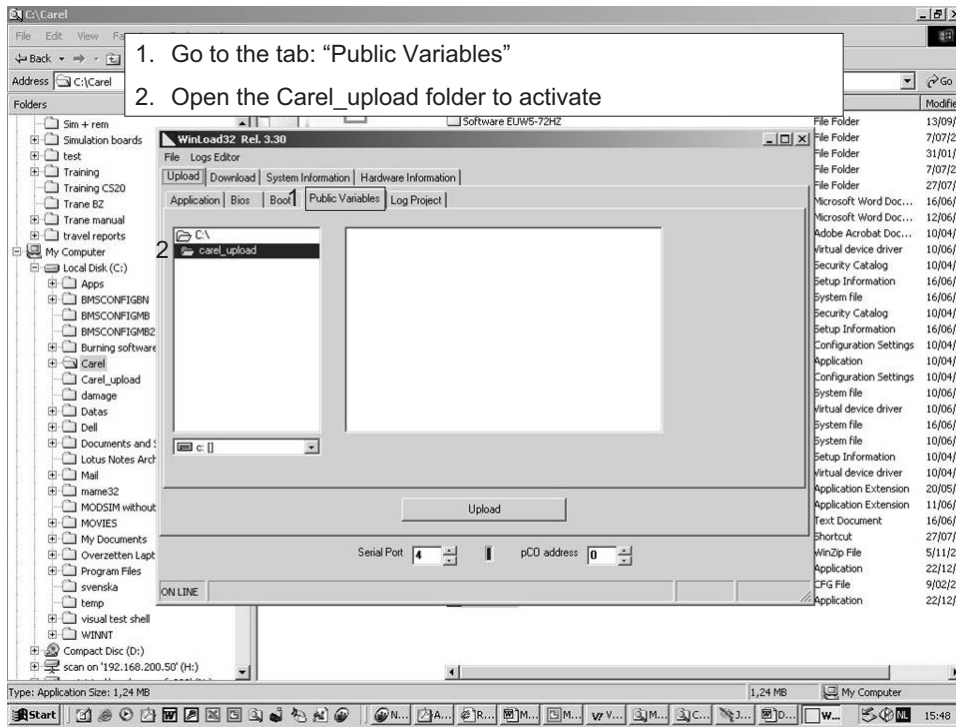 C:\Carel
File Edit View Fa
Back
Address C:\Carel Go
1. Go to the tab: “Public Variables”
2. Open the Carel_upload folder to activate
Folders
Sim + rem
Simulation boards
test
Training
Training CS20
Trane BZ
Trane manual
travel reports
My Computer
Local Disk (C:)
Apps
BMSCONFIGBN
BMSCONFIGMB
BMSCONFIGMB2
Burning software
Carel
Carel_upload
damage
Datas
Dell
Documents and S
Lotus Notes Arch
Mail
mame32
MODSIM without
MOVIES
My Documents
Overzetten Lapt
Program Files
svenska
temp
visual test shell
WINNT
Compact Disc (D:)
scan on '192.168.200.50' (H:)
Software EUWS-72HZ
WinLoad32 Rel. 3.30
File Logs Editor
Upload Download System Information Hardware Information
Application Bios Boot 1 Public Variables Log Project
C:\
2 carel_upload
c: []
Upload
Serial Port 4 pCO address 0
ON LINE
Modifie
File Folder 13/09/
File Folder 7/07/2
File Folder 31/01/
File Folder 7/07/2
File Folder 27/07/
Microsoft Word Doc... 16/06/
Microsoft Word Doc... 12/06/
Adobe Acrobat Doc... 10/04/
Virtual device driver 10/06/
Security Catalog 10/04/
Setup Information 16/06/
System file 16/06/
Security Catalog 10/04/
Setup Information 16/06/
Configuration Settings 10/04/
Application 10/04/
Configuration Settings 10/06/
System file 10/06/
Virtual device driver 10/06/
System file 16/06/
System file 10/06/
Setup Information 10/04/
Virtual device driver 10/04/
Application Extension 20/05/
Application Extension 11/06/
Text Document 16/06/
Shortcut 27/07/
WinZip File 5/11/2
Application 22/12/
CFG File 9/02/2
Application 22/12/
Type: Application Size: 1,24 MB 1,24 MB My Computer
Start N... A... R... M... M... V... M... C... J... D... W... NL 15:48